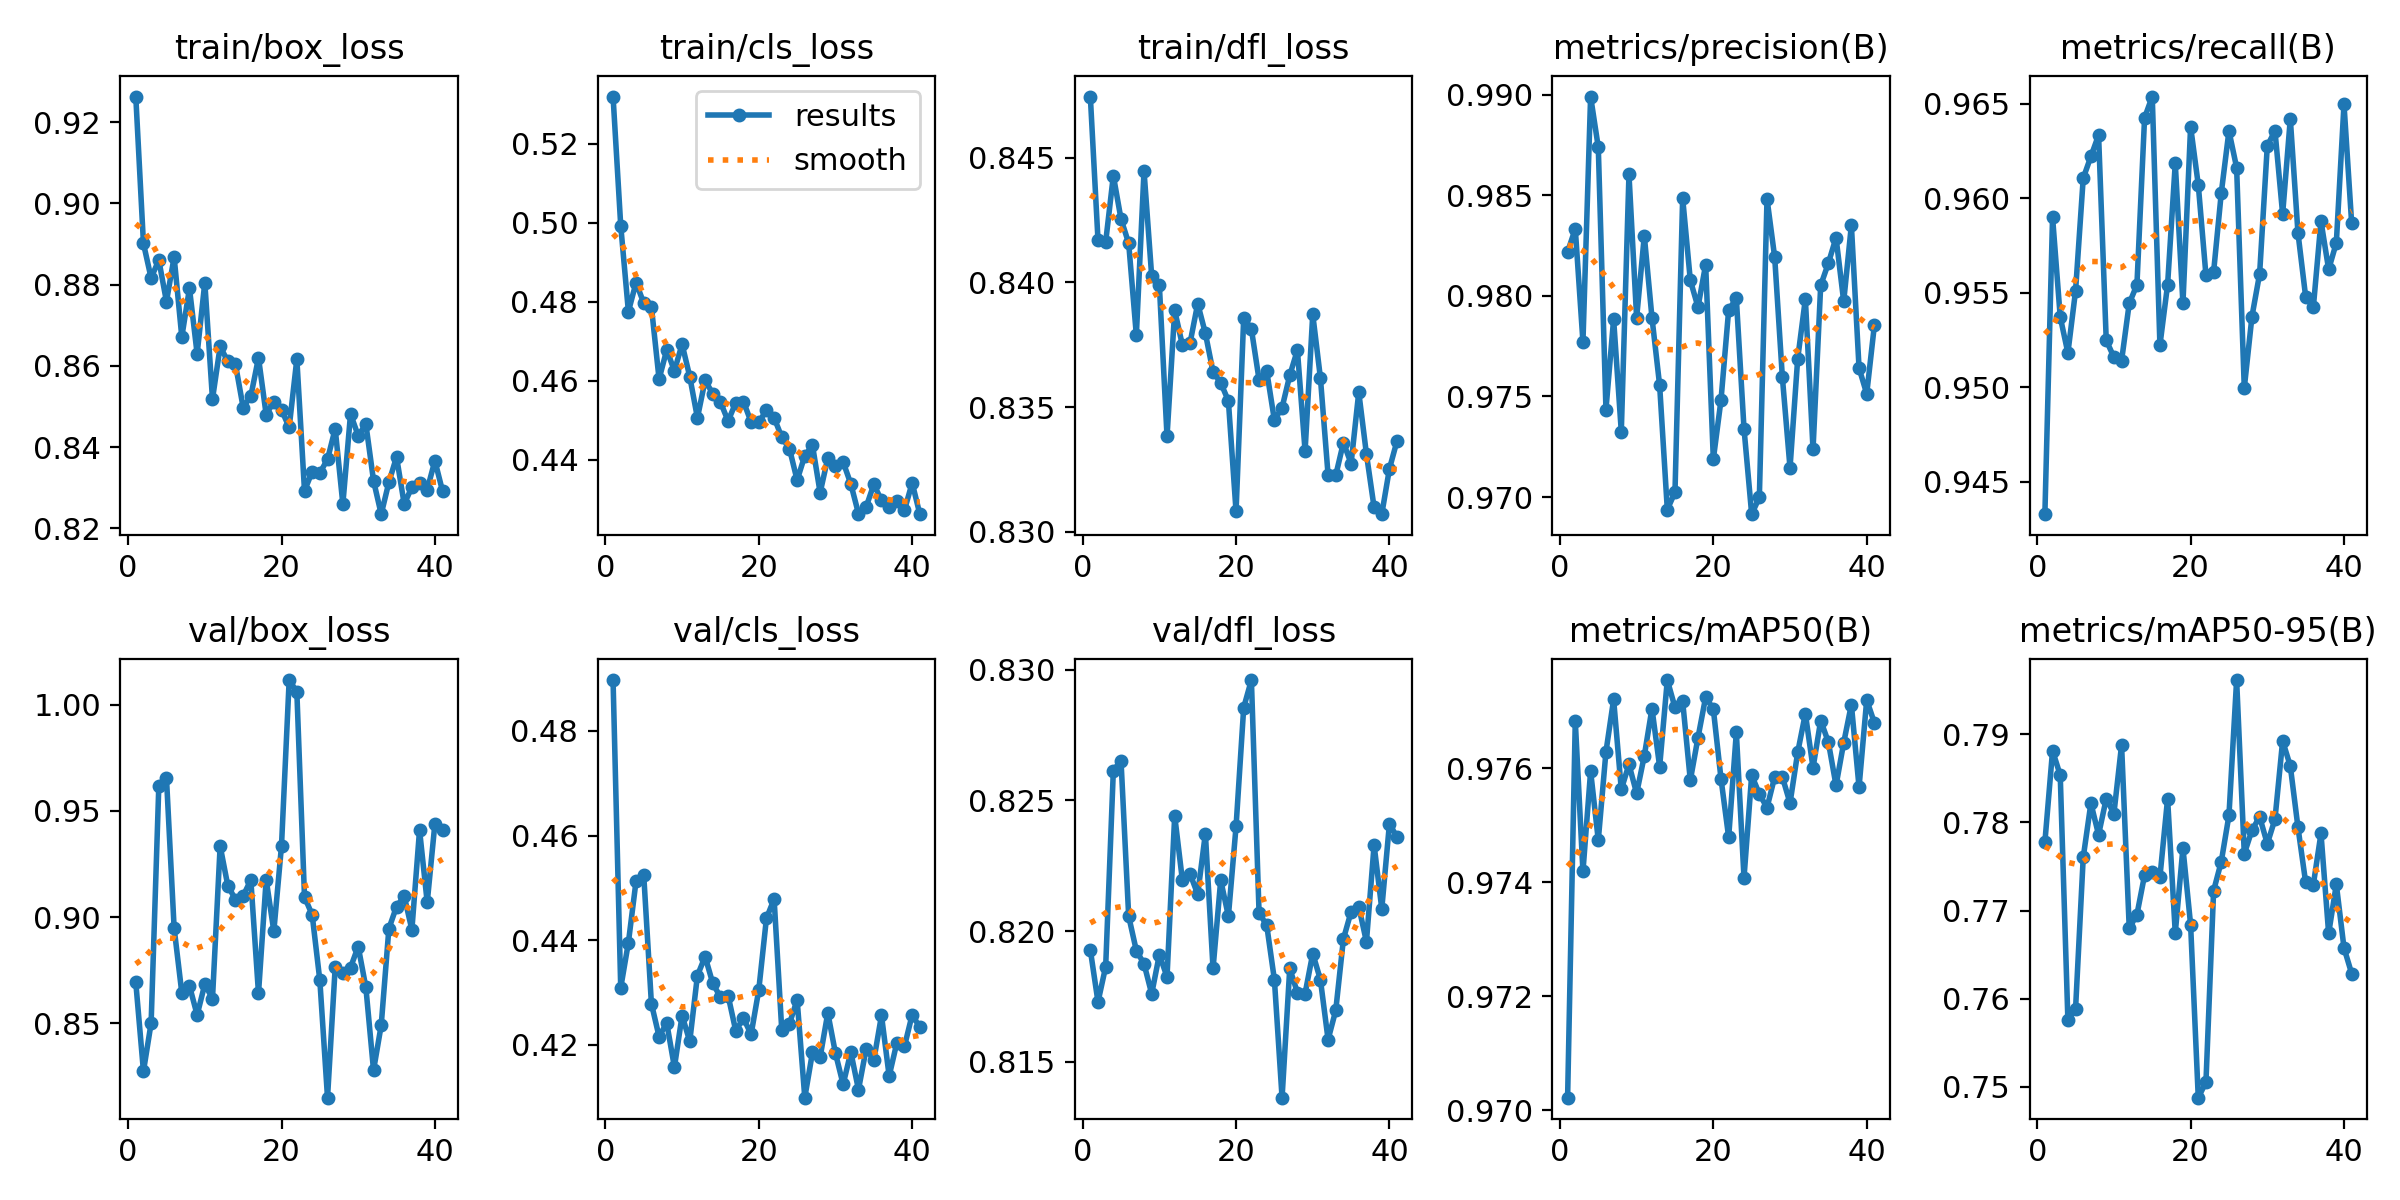 train/box_loss
0.92
0.90
0.88
0.86
0.84
0.82
0 20 40
train/cls_loss
results
smooth
0.52
0.50
0.48
0.46
0.44
0 20 40
train/dfl_loss
0.845
0.840
0.835
0.830
0 20 40
metrics/precision(B)
0.990
0.985
0.980
0.975
0.970
0 20 40
metrics/recall(B)
0.965
0.960
0.955
0.950
0.945
0 20 40
val/box_loss
1.00
0.95
0.90
0.85
0 20 40
val/cls_loss
0.48
0.46
0.44
0.42
0 20 40
val/dfl_loss
0.830
0.825
0.820
0.815
0 20 40
metrics/mAP50(B)
0.976
0.974
0.972
0.970
0 20 40
metrics/mAP50-95(B)
0.79
0.78
0.77
0.76
0.75
0 20 40